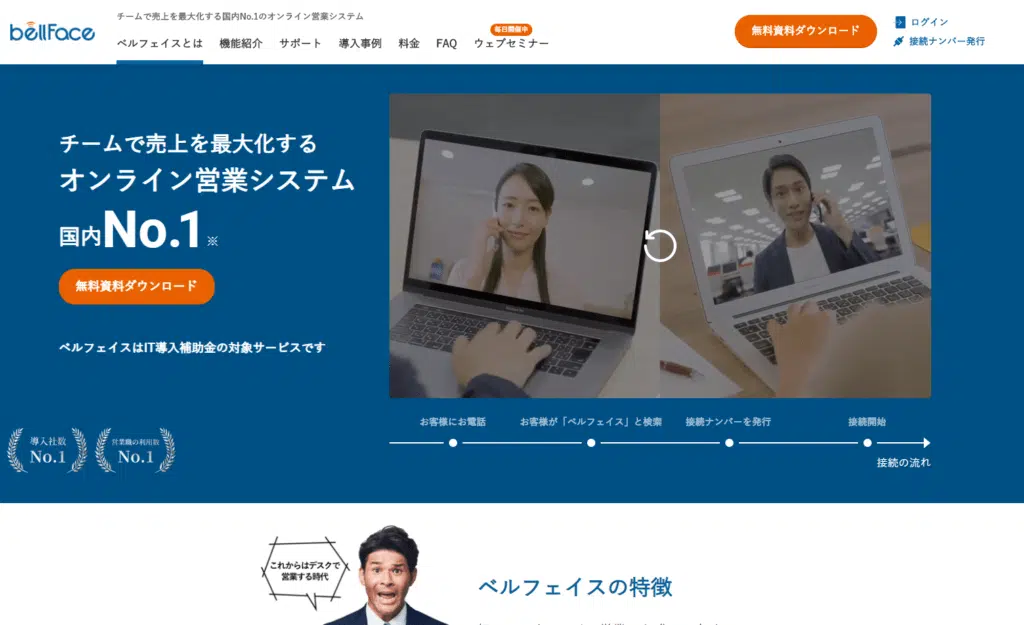 bellFace
チームで売上を最大化する国内No.1のオンライン営業システム
ベルフェイスとは
機能紹介
サポート
導入事例
料金
FAQ
毎日開催中
ウェブセミナー
無料資料ダウンロード
ログイン
接続ナンバー発行
チームで売上を最大化する
オンライン営業システム
国内No.1※
無料資料ダウンロード
ベルフェイスはIT導入補助金の対象サービスです
導入社数
No.1
営業職の利用数
No.1
お客様にお電話
お客様が「ベルフェイス」と検索
接続ナンバーを発行
接続開始
接続の流れ
これからはデスクで
営業する時代
ベルフェイスの特徴